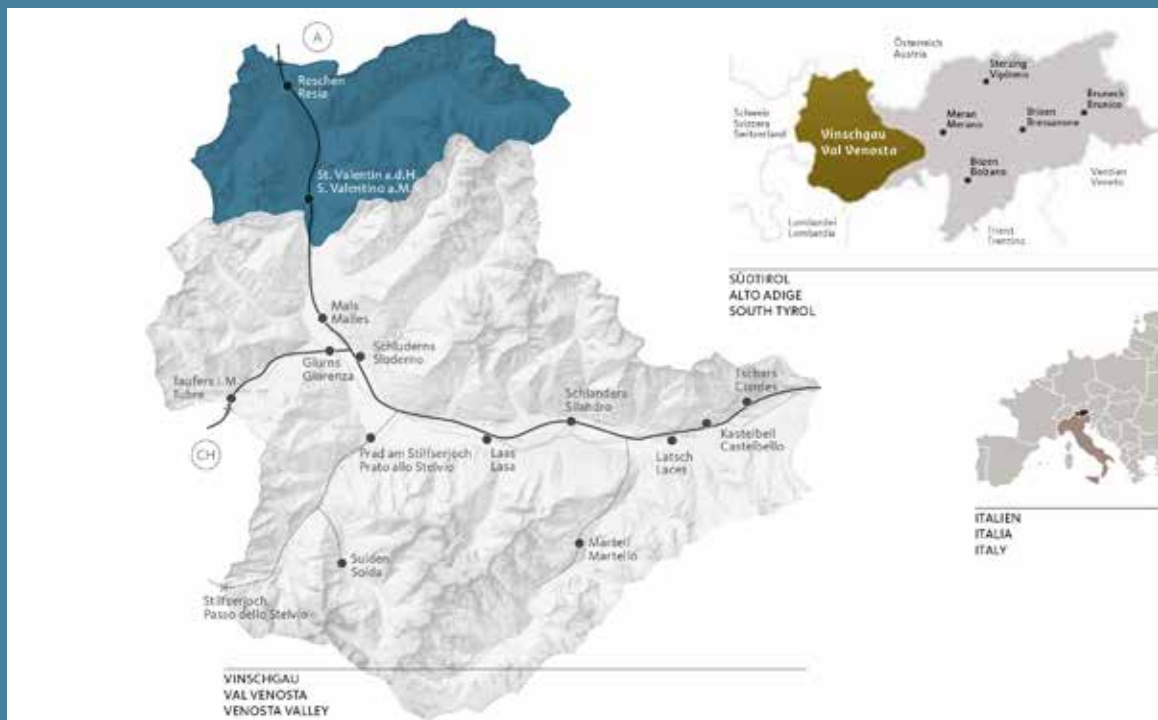 A
Reschen
Resia
St. Valentin a.d.H.
S. Valentino a.M.
Mals
Malles
Schluderns
Sluderno
Glurns
Glorenza
Taufers i. M.
Tubre
CH
Prad am Stilfserjoch
Prato allo Stelvio
Laas
Lasa
Schlanders
Silandro
Latsch
Laces
Kastelbell
Castelbello
Tschars
Ciardes
Martell
Martello
Sulden
Solda
Stilfserjoch
Passo dello Stelvio
VINSCHGAU
VAL VENOSTA
VENOSTA VALLEY
Österreich
Austria
Schweiz
Svizzera
Switzerland
Vinschgau
Val Venosta
Sterzing
Vipiteno
Meran
Merano
Brixen
Bressanone
Bruneck
Brunico
Bozen
Bolzano
Venetien
Veneto
Lombardei
Lombardia
Trient
Trentino
SÜDTIROL
ALTO ADIGE
SOUTH TYROL
ITALIEN
ITALIA
ITALY